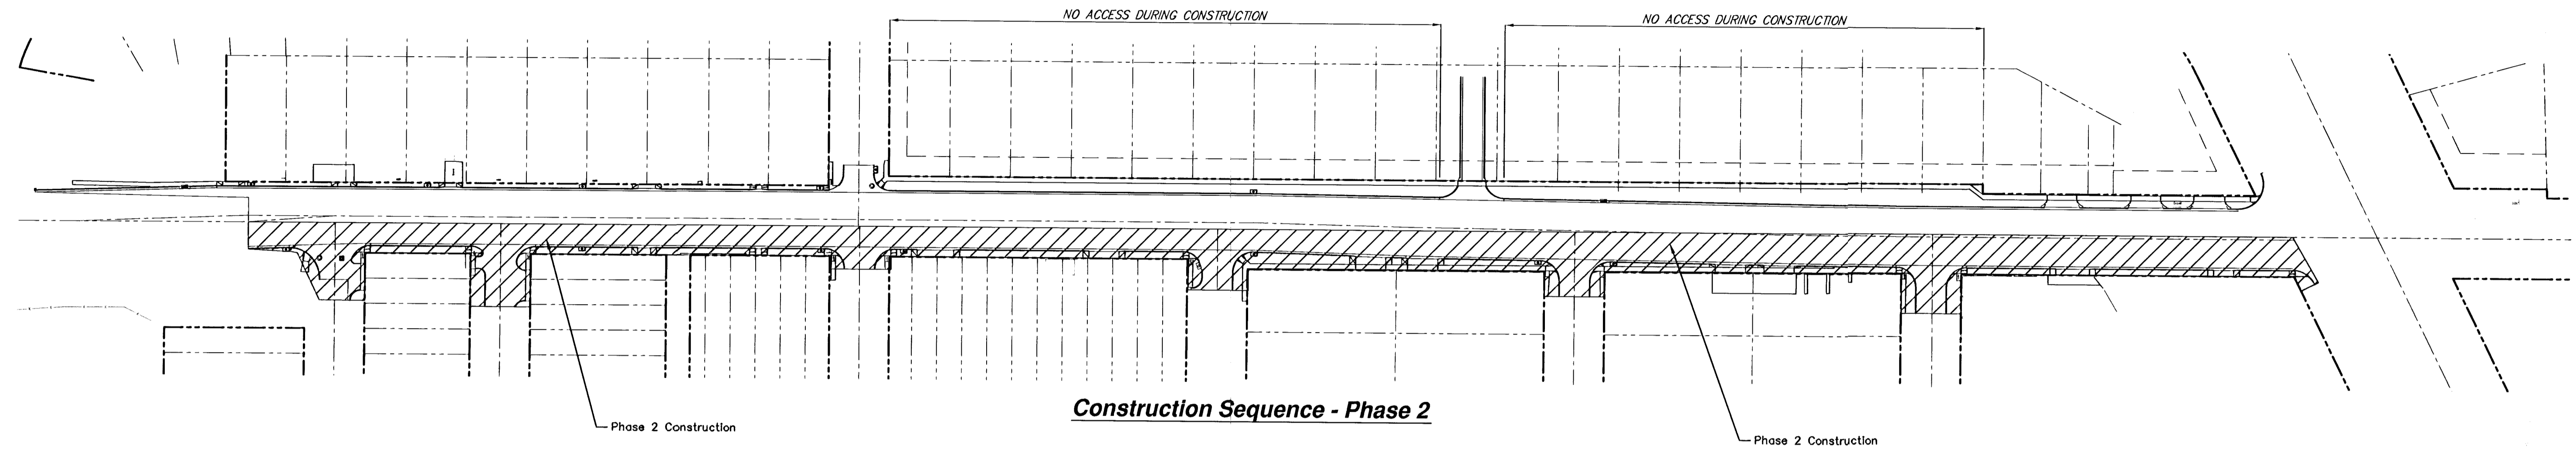 NO ACCESS DURING CONSTRUCTION
NO ACCESS DURING CONSTRUCTION
Construction Sequence - Phase 2
Phase 2 Construction
Phase 2 Construction